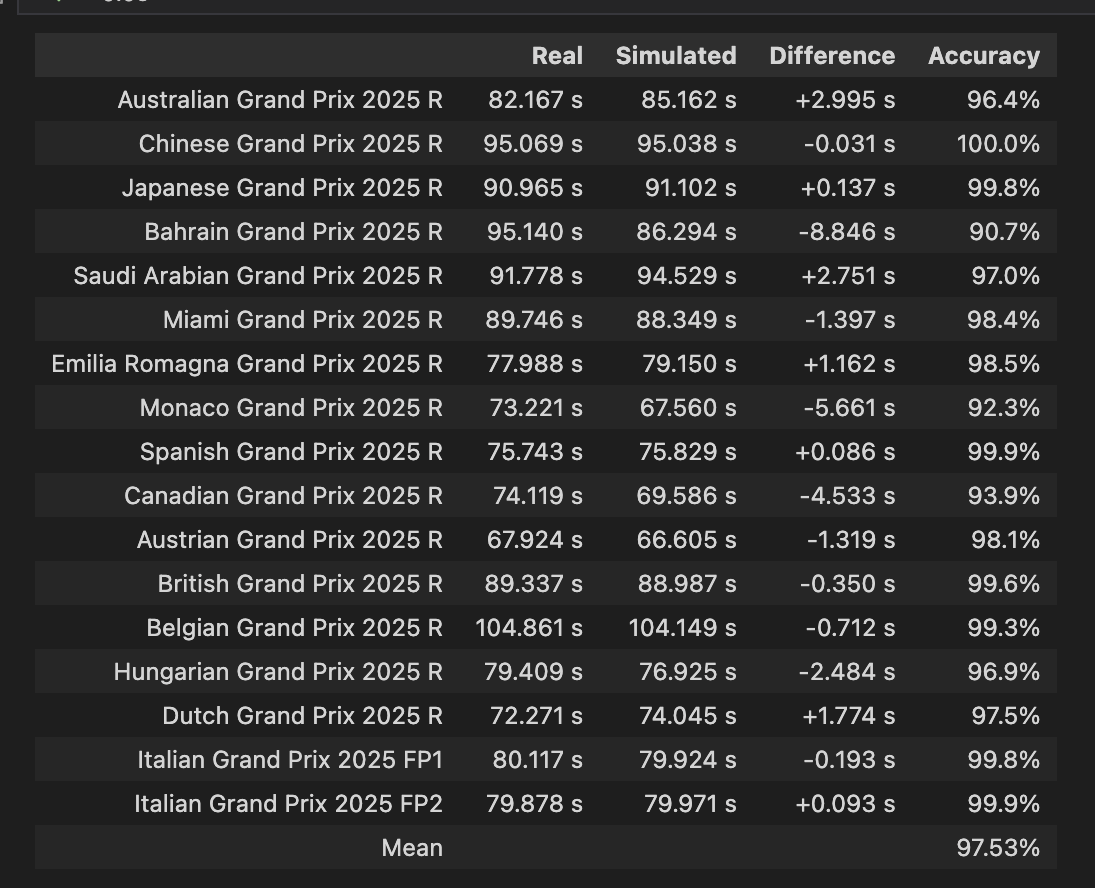 Real Simulated Difference Accuracy
Australian Grand Prix 2025 R 82.167 s 85.162 s +2.995 s 96.4%
Chinese Grand Prix 2025 R 95.069 s 95.038 s -0.031 s 100.0%
Japanese Grand Prix 2025 R 90.965 s 91.102 s +0.137 s 99.8%
Bahrain Grand Prix 2025 R 95.140 s 86.294 s -8.846 s 90.7%
Saudi Arabian Grand Prix 2025 R 91.778 s 94.529 s +2.751 s 97.0%
Miami Grand Prix 2025 R 89.746 s 88.349 s -1.397 s 98.4%
Emilia Romagna Grand Prix 2025 R 77.988 s 79.150 s +1.162 s 98.5%
Monaco Grand Prix 2025 R 73.221 s 67.560 s -5.661 s 92.3%
Spanish Grand Prix 2025 R 75.743 s 75.829 s +0.086 s 99.9%
Canadian Grand Prix 2025 R 74.119 s 69.586 s -4.533 s 93.9%
Austrian Grand Prix 2025 R 67.924 s 66.605 s -1.319 s 98.1%
British Grand Prix 2025 R 89.337 s 88.987 s -0.350 s 99.6%
Belgian Grand Prix 2025 R 104.861 s 104.149 s -0.712 s 99.3%
Hungarian Grand Prix 2025 R 79.409 s 76.925 s -2.484 s 96.9%
Dutch Grand Prix 2025 R 72.271 s 74.045 s +1.774 s 97.5%
Italian Grand Prix 2025 FP1 80.117 s 79.924 s -0.193 s 99.8%
Italian Grand Prix 2025 FP2 79.878 s 79.971 s +0.093 s 99.9%
Mean 97.53%